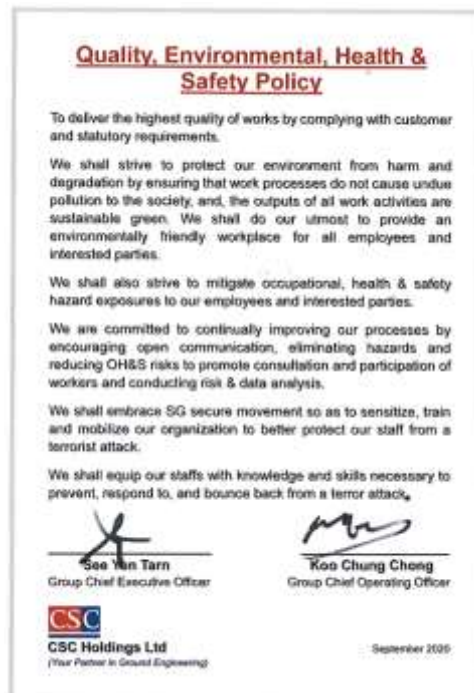 Quality, Environmental, Health &
Safety Policy
To deliver the highest quality of works by complying with customer
and statutory requirements.
We shall strive to protect our environment from harm and
degradation by ensuring that work processes do not cause undue
pollution to the society, and, the outputs of all work activities are
sustainable green. We shall do our utmost to provide an
environmentally friendly workplace for all employees and
interested parties.
We shall also strive to mitigate occupational, health & safety
hazard exposures to our employees and interested parties.
We are committed to continually improving our processes by
encouraging open communication, eliminating hazards and
reducing OH&S risks to promote consultation and participation of
workers and conducting risk & data analysis.
We shall embrace SG secure movement so as to sensitize, train
and mobilize our organization to better protect our staff from a
terrorist attack.
We shall equip our staffs with knowledge and skills necessary to
prevent, respond to, and bounce back from a terror attack.
See Yen Tarn
Group Chief Executive Officer
Koo Chung Chong
Group Chief Operating Officer
CSC
CSC Holdings Ltd
(Your Partner in Ground Engineering)
September 2020